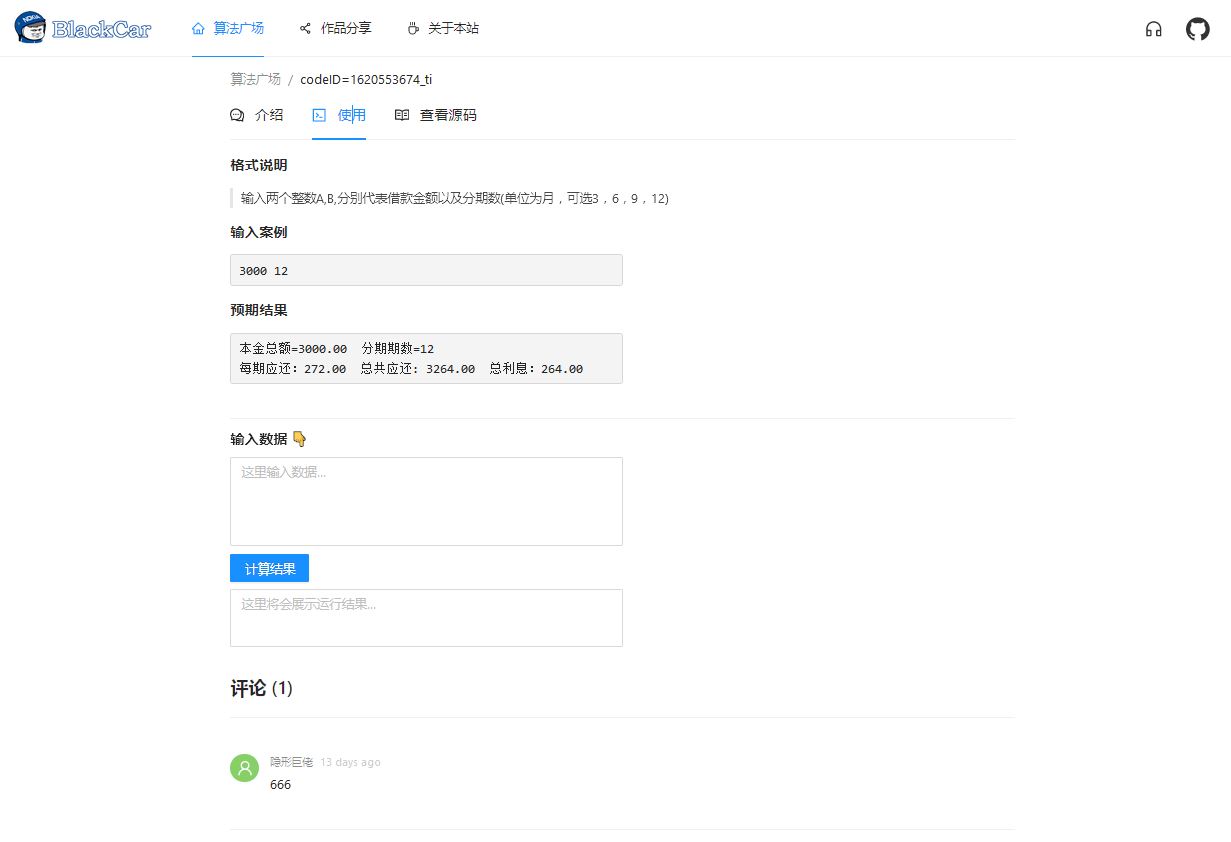 NOKIA
BlackCar
算法广场
作品分享
关于本站
算法广场 / codeID=1620553674_ti
介绍
使用
查看源码
格式说明
输入两个整数A,B,分别代表借款金额以及分期数(单位为月，可选3，6，9，12)
输入案例
3000 12
预期结果
本金总额=3000.00 分期期数=12
每期应还：272.00 总共应还：3264.00 总利息：264.00
输入数据 👇
这里输入数据...
计算结果
这里将会展示运行结果...
评论 (1)
隐形巨佬 13 days ago
666